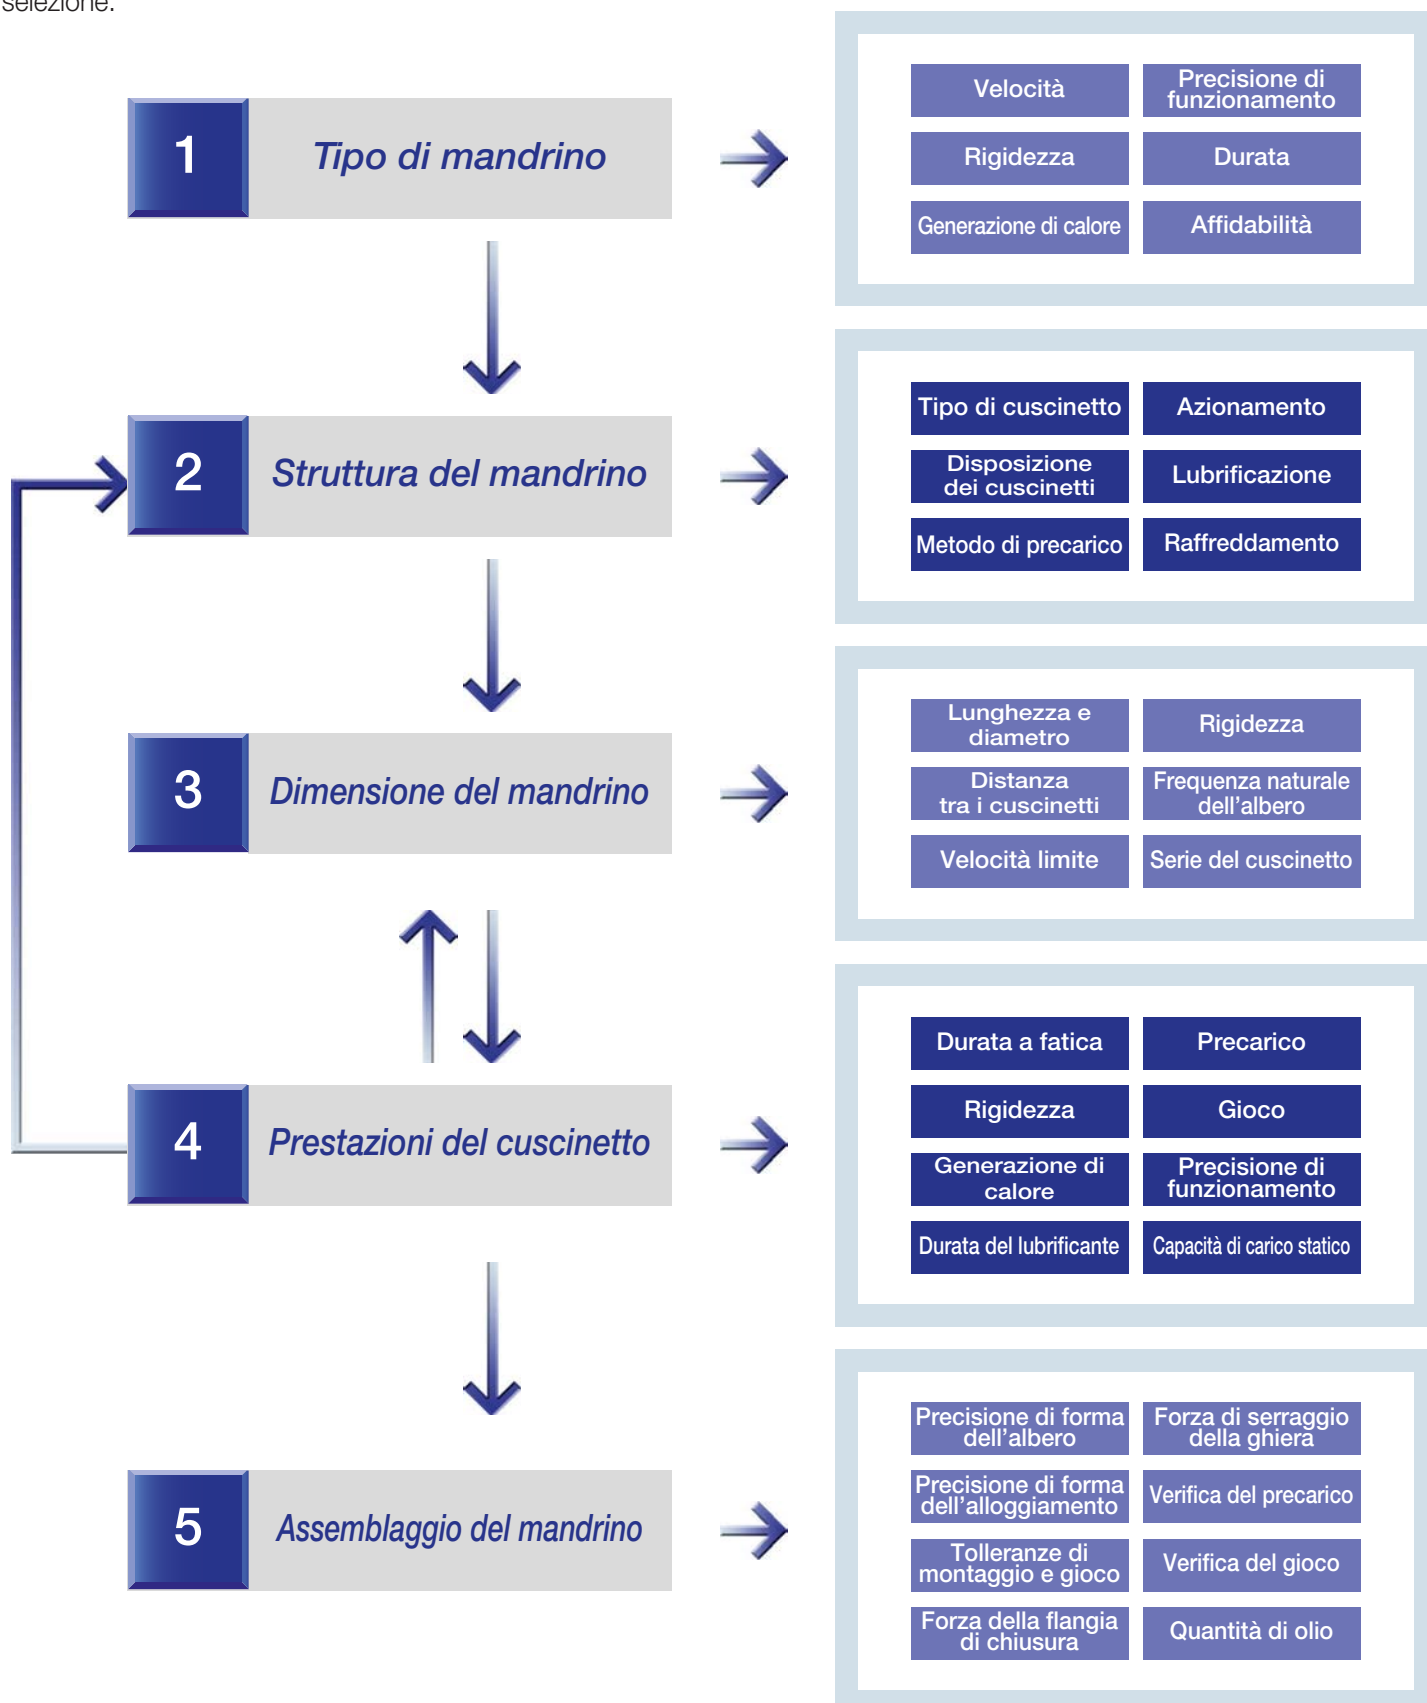 selezione.
1
Tipo di mandrino
Velocità
Precisione di
funzionamento
Rigidezza
Durata
Generazione di calore
Affidabilità
2
Struttura del mandrino
Tipo di cuscinetto
Azionamento
Disposizione
dei cuscinetti
Lubrificazione
Metodo di precarico
Raffreddamento
3
Dimensione del mandrino
Lunghezza e
diametro
Rigidezza
Distanza
tra i cuscinetti
Frequenza naturale
dell'albero
Velocità limite
Serie del cuscinetto
4
Prestazioni del cuscinetto
Durata a fatica
Precarico
Rigidezza
Gioco
Generazione di
calore
Precisione di
funzionamento
Durata del lubrificante
Capacità di carico statico
5
Assemblaggio del mandrino
Precisione di forma
dell'albero
Forza di serraggio
della ghiera
Precisione di forma
dell'alloggiamento
Verifica del precarico
Tolleranze di
montaggio e gioco
Verifica del gioco
Forza della flangia
di chiusura
Quantità di olio